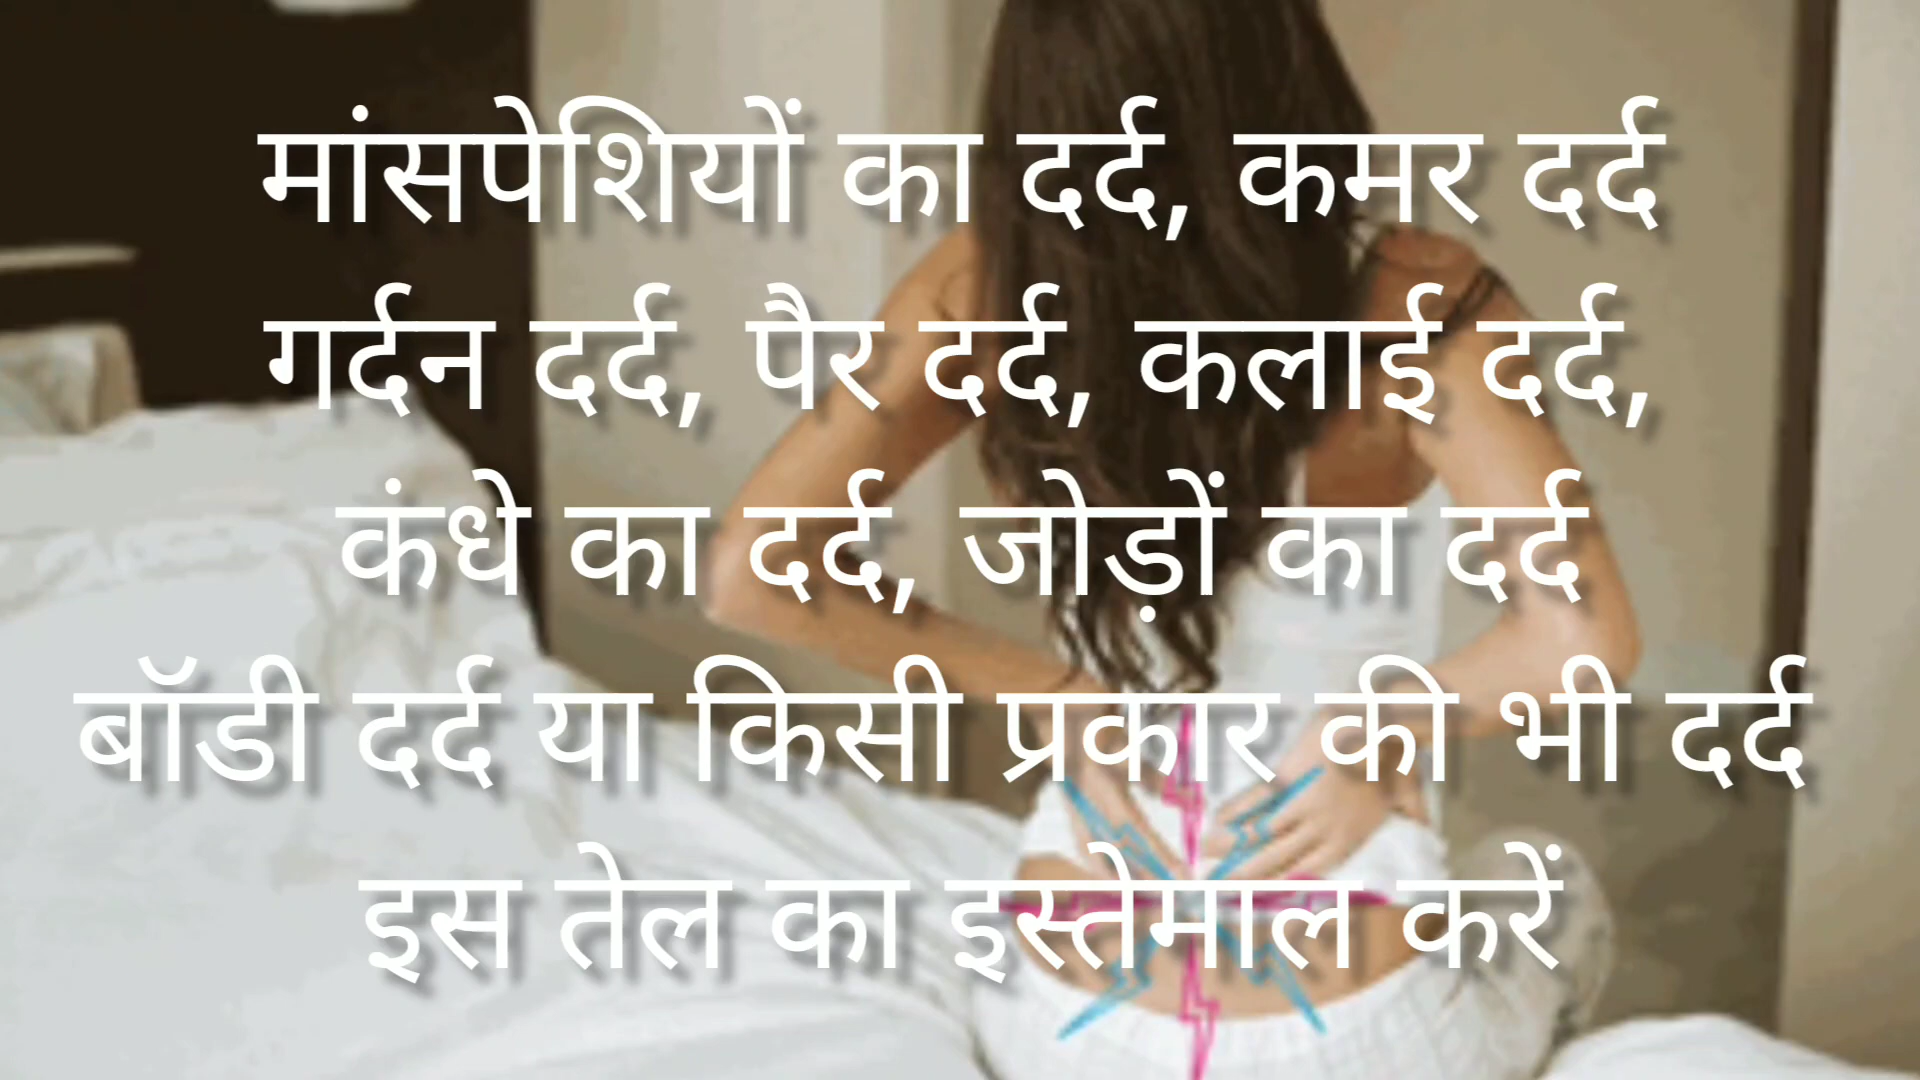 मांसपेशियों का दर्द, कमर दर्द
गर्दन दर्द, पैर दर्द, कलाई दर्द,
कंधे का दर्द, जोड़ों का दर्द
बॉडी दर्द या किसी प्रकार की भी दर्द
इस तेल का इस्तेमाल करें